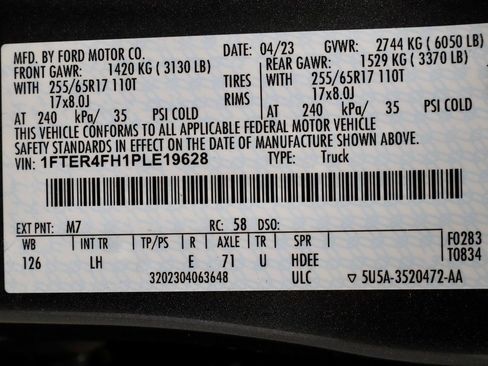 MFD. BY FORD MOTOR CO.
DATE: 04/23 GVWR: 2744 KG ( 6050 LB)
FRONT GAWR: 1420 KG ( 3130 LB) REAR GAWR: 1529 KG ( 3370 LB)
WITH 255/65R17 110T TIRES WITH 255/65R17 110T
17x8.0J RIMS 17x8.0J
AT 240 kPa/ 35 PSI COLD AT 240 kPa/ 35 PSI COLD
THIS VEHICLE CONFORMS TO ALL APPLICABLE FEDERAL MOTOR VEHICLE
SAFETY STANDARDS IN EFFECT ON THE DATE OF MANUFACTURE SHOWN ABOVE.
VIN: 1FTER4FH1PLE19628 TYPE: Truck
EXT PNT: M7 RC: 58 DSO:
WB INT TR TP/PS R AXLE TR SPR F0283
126 LH E 71 U HDEE T0834
3202304063648 ULC ▽ 5U5A-3520472-AA